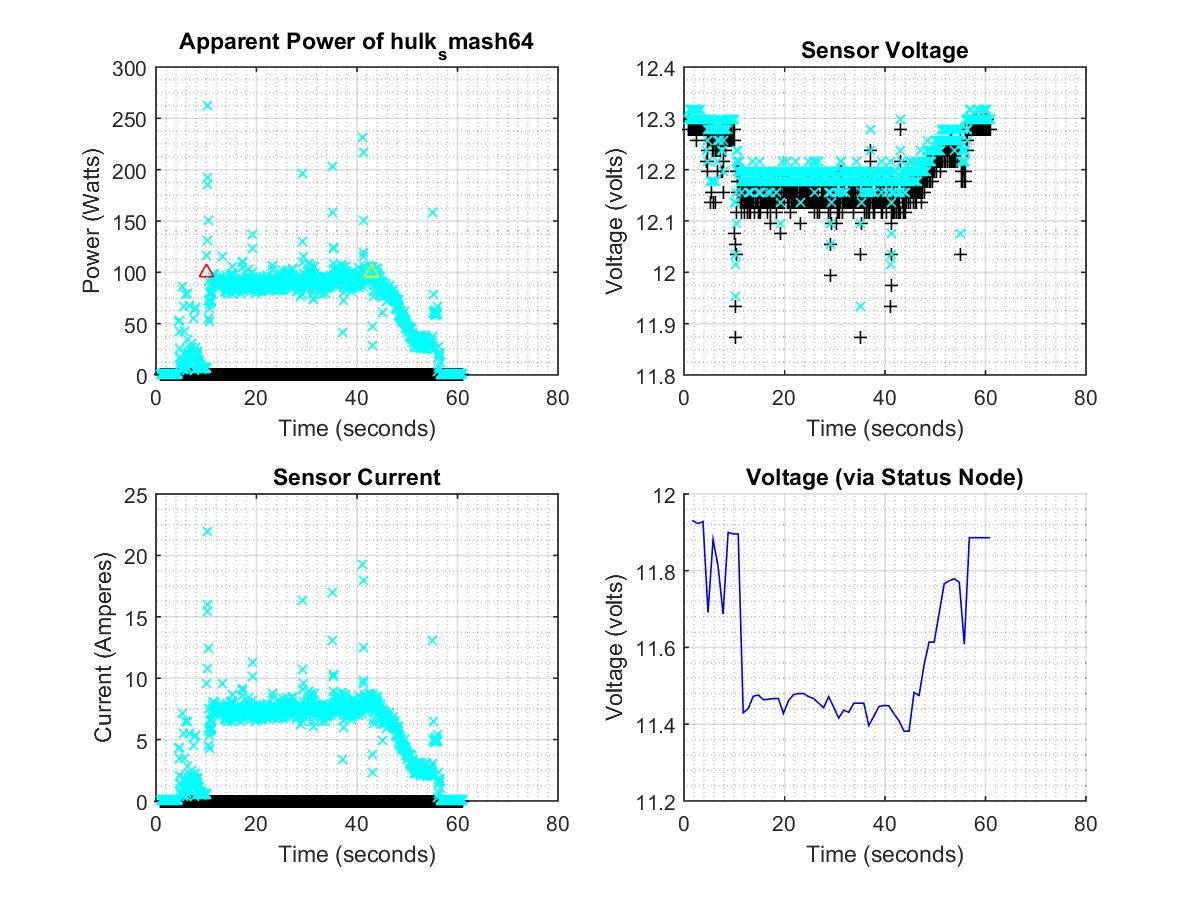 Apparent Power of hulksmash64
300
250
200
150
100
50
0
Power (Watts)
0 20 40 60 80
Time (seconds)
Sensor Voltage
12.4
12.3
12.2
12.1
12
11.9
11.8
Voltage (volts)
0 20 40 60 80
Time (seconds)
Sensor Current
25
20
15
10
5
0
Current (Amperes)
0 20 40 60 80
Time (seconds)
Voltage (via Status Node)
12
11.8
11.6
11.4
11.2
Voltage (volts)
0 20 40 60 80
Time (seconds)